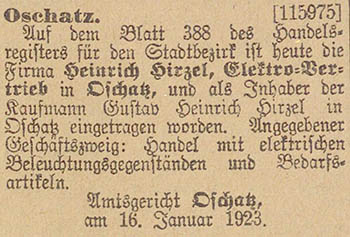 Oschatz. [115975]
Auf dem Blatt 388 des Handels-
registers für den Stadtbezirk ist heute die
Firma Heinrich Hirzel, Elektro-Ver-
trieb in Oschatz, und als Inhaber der
Kaufmann Gustav Heinrich Hirzel in
Oschatz eingetragen worden. Angegebener
Geschäftszweig: Handel mit elektrischen
Beleuchtungsgegenständen und Bedarfs-
artikeln.
Amtsgericht Oschatz,
am 16. Januar 1923.